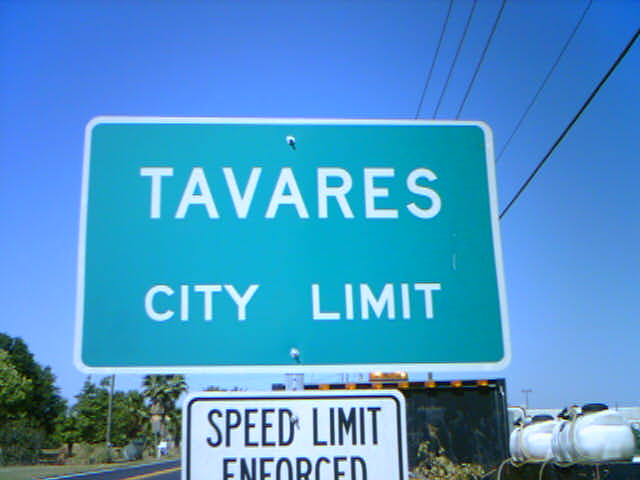 TAVARES
CITY LIMIT
SPEED LIMIT
ENFORCED